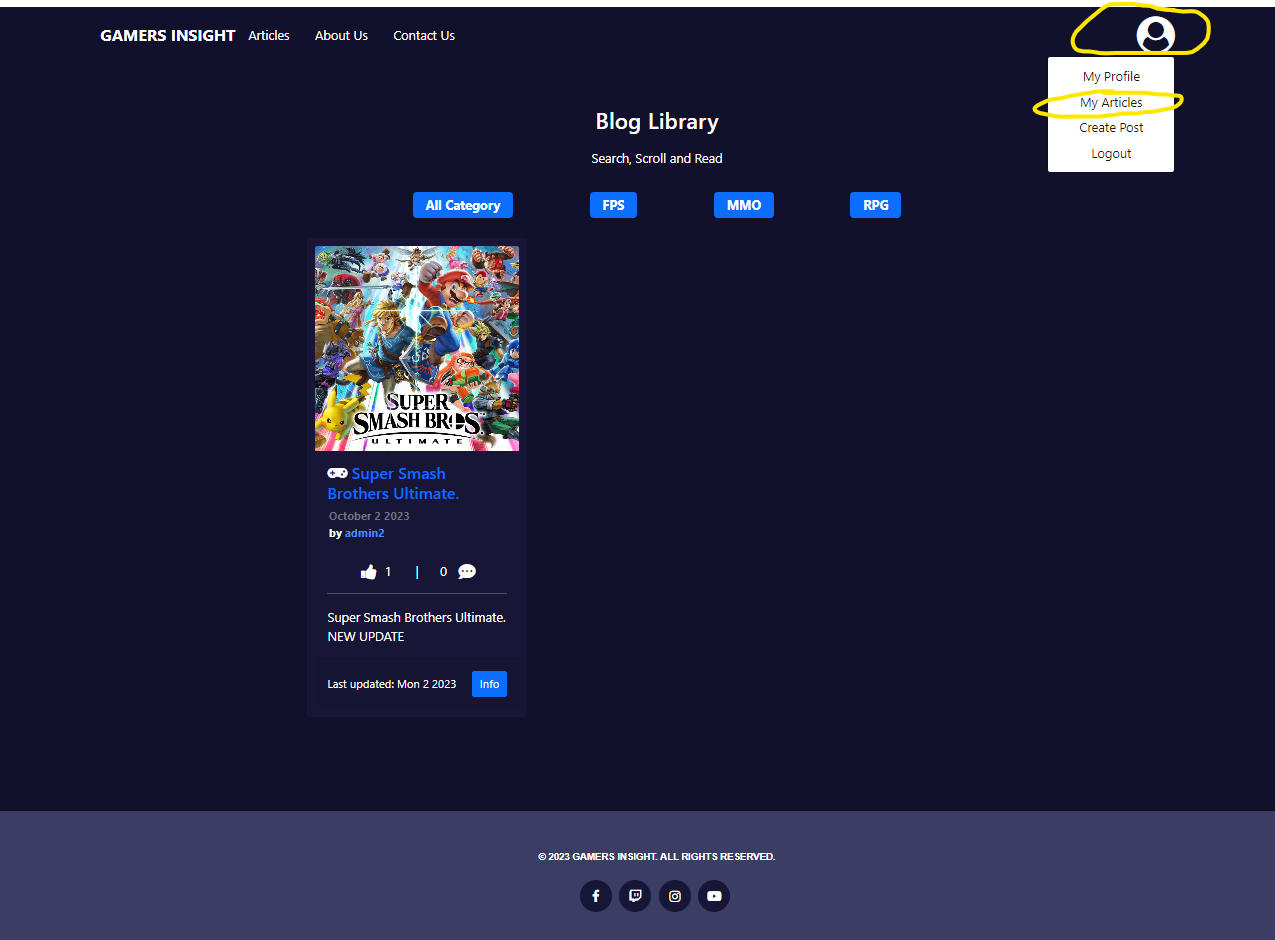 GAMERS INSIGHT Articles About Us Contact Us
My Profile
My Articles
Create Post
Logout
Blog Library
Search, Scroll and Read
All Category FPS MMO RPG
SUPER
SMASH BROS.
ULTIMATE
Super Smash
Brothers Ultimate.
October 2 2023
by admin2
1 | 0
Super Smash Brothers Ultimate.
NEW UPDATE
Last updated: Mon 2 2023 Info
© 2023 GAMERS INSIGHT. ALL RIGHTS RESERVED.